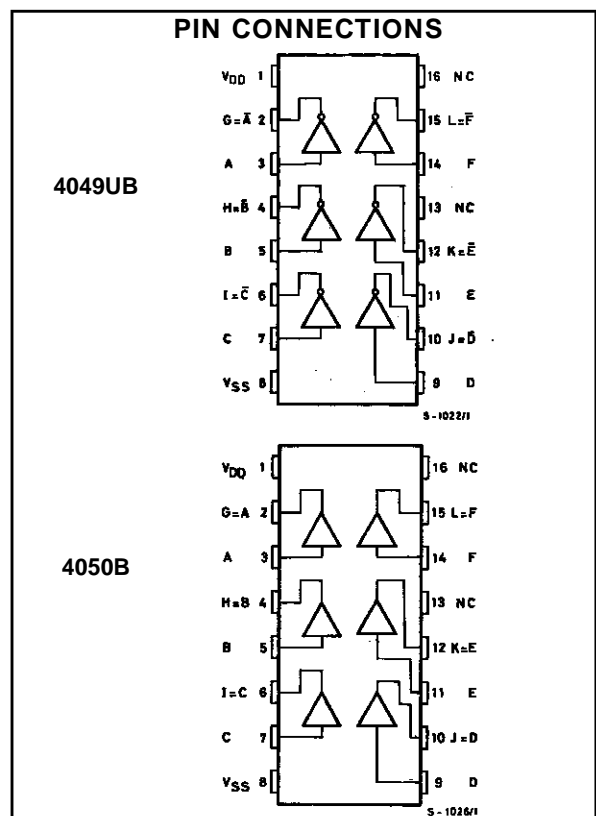 PIN CONNECTIONS
4049UB
VDD 1
16 NC
G=A̅ 2
15 L=F̅
A 3
14 F
H=B̅ 4
13 NC
B 5
12 K=E̅
I=C̅ 6
11 E
C 7
10 J=D̅
VSS 8
9 D
S-1022/1
4050B
VDD 1
16 NC
G=A 2
15 L=F
A 3
14 F
H=B 4
13 NC
B 5
12 K=E
I=C 6
11 E
C 7
10 J=D
VSS 8
9 D
S-1026/1